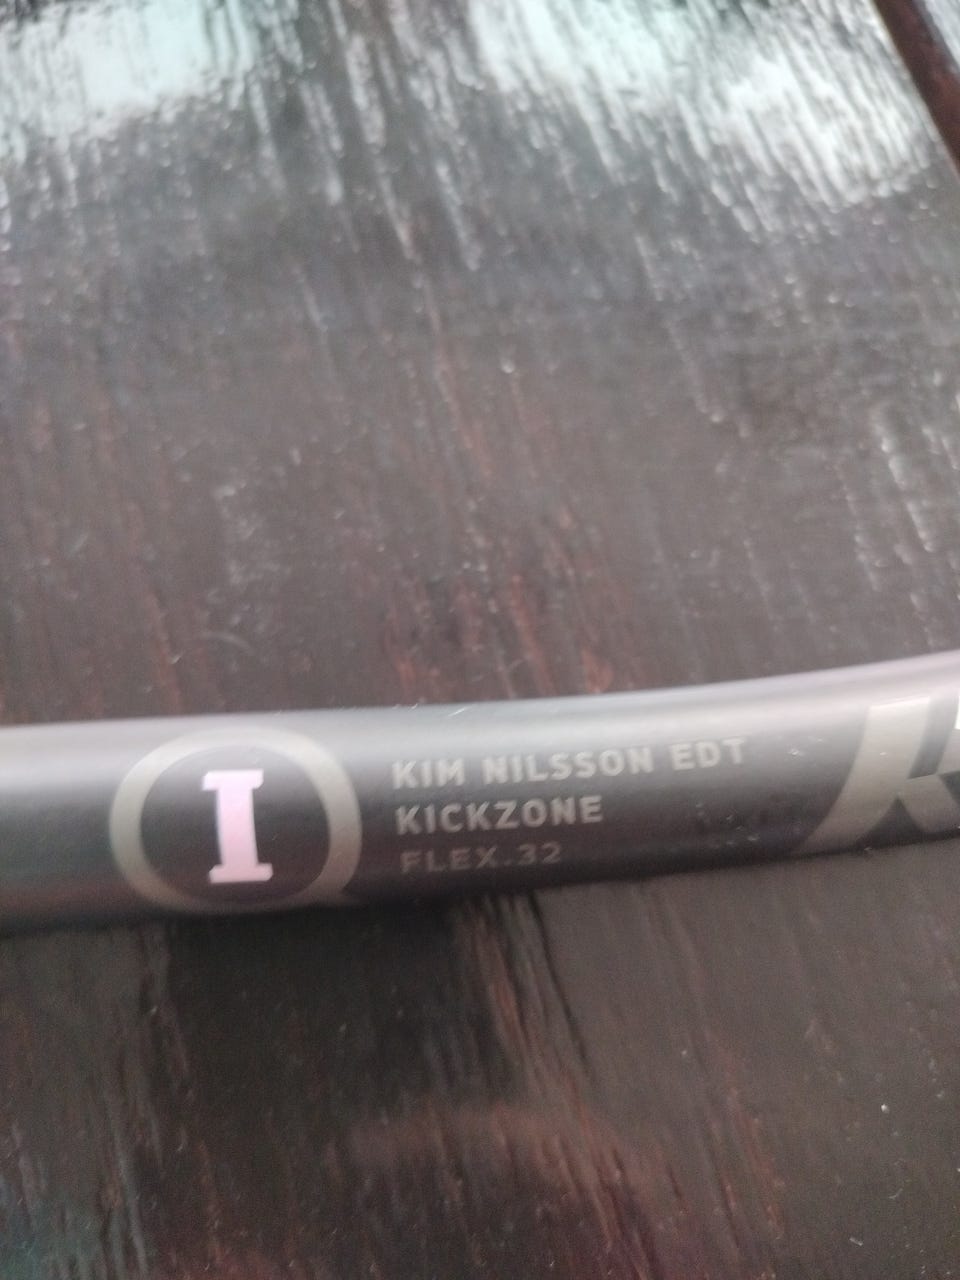 I
KIM NILSSON EDT
KICKZONE
FLEX.32